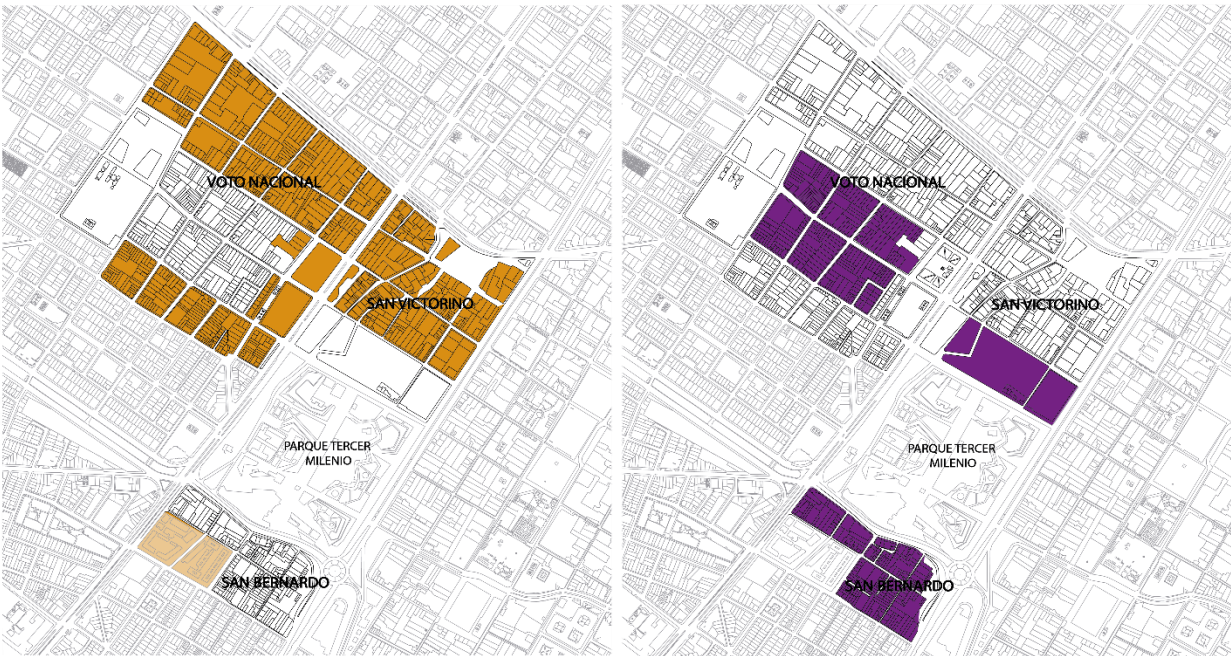 VOTO NACIONAL
SAN VICTORINO
PARQUE TERCER
MILENIO
SAN BERNARDO
VOTO NACIONAL
SAN VICTORINO
PARQUE TERCER
MILENIO
SAN BERNARDO